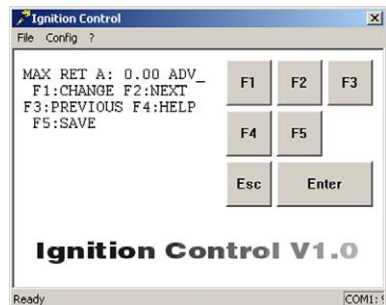 Ignition Control
File Config ?
MAX RET A: 0.00 ADV_
F1:CHANGE F2:NEXT
F3:PREVIOUS F4:HELP
F5:SAVE
F1 F2 F3
F4 F5
Esc Enter
Ignition Control V1.0
Ready COM1: